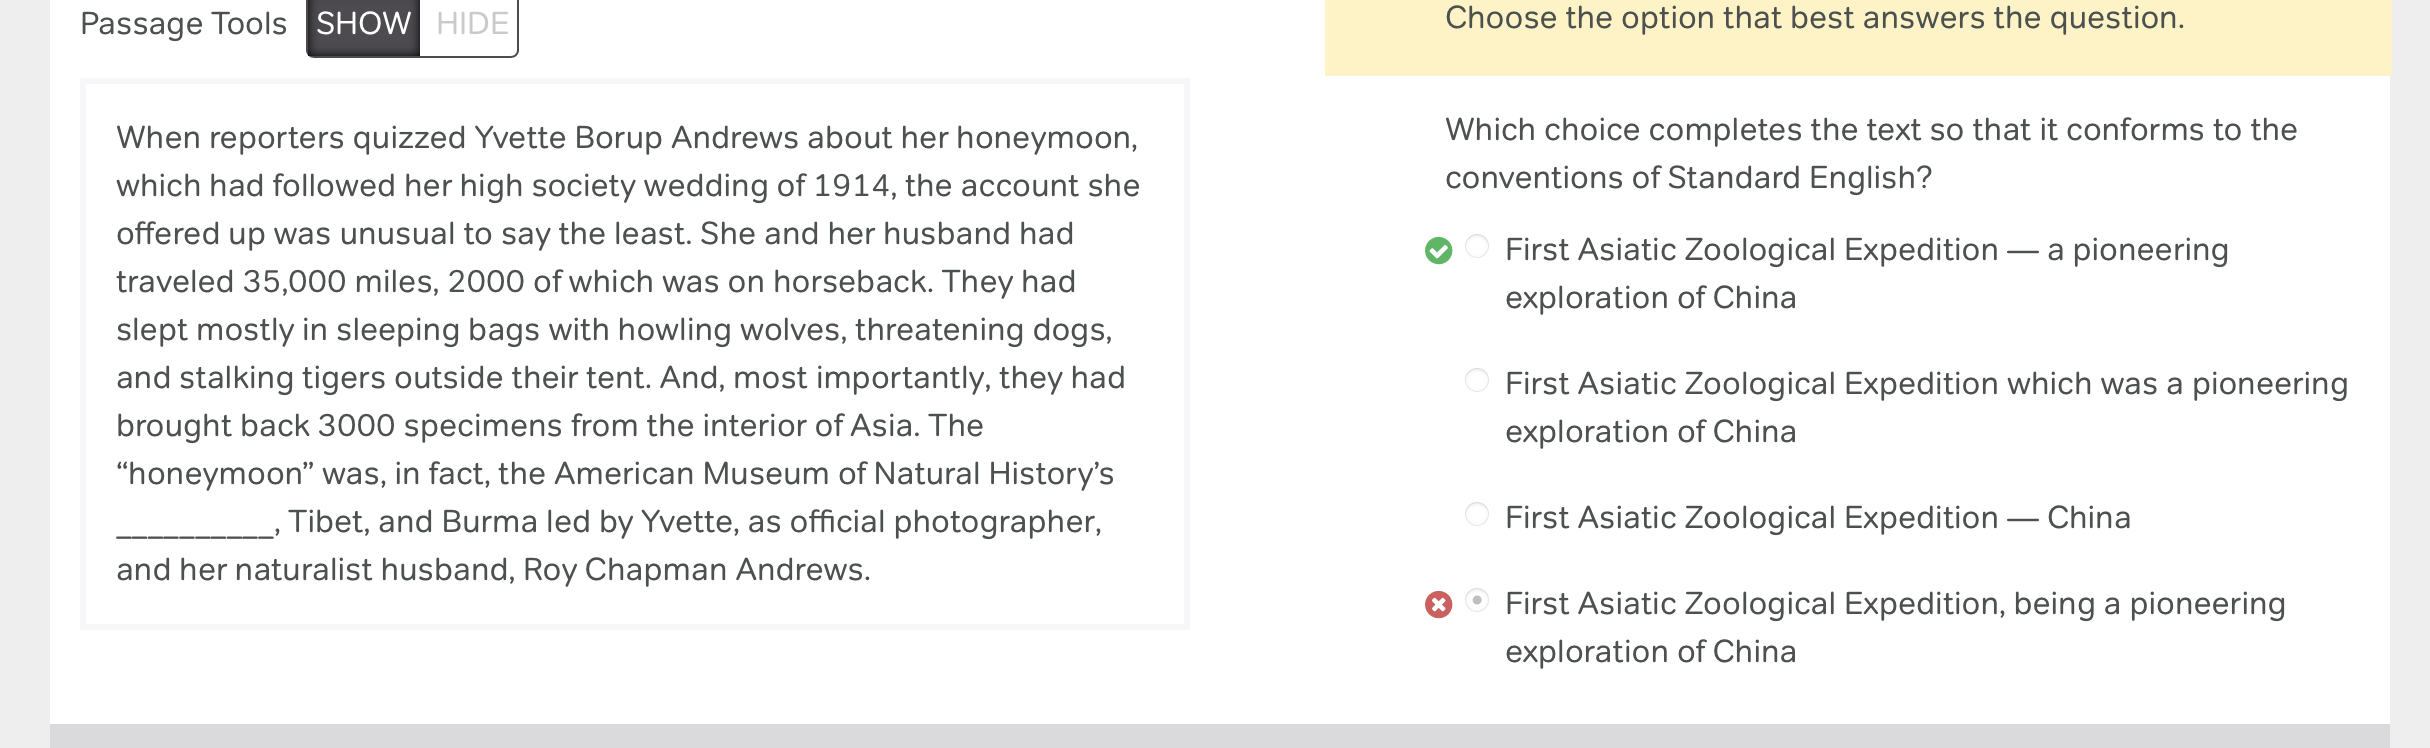 Passage Tools SHOW HIDE
When reporters quizzed Yvette Borup Andrews about her honeymoon,
which had followed her high society wedding of 1914, the account she
offered up was unusual to say the least. She and her husband had
traveled 35,000 miles, 2000 of which was on horseback. They had
slept mostly in sleeping bags with howling wolves, threatening dogs,
and stalking tigers outside their tent. And, most importantly, they had
brought back 3000 specimens from the interior of Asia. The
“honeymoon” was, in fact, the American Museum of Natural History’s
__________, Tibet, and Burma led by Yvette, as official photographer,
and her naturalist husband, Roy Chapman Andrews.
Choose the option that best answers the question.
Which choice completes the text so that it conforms to the
conventions of Standard English?
First Asiatic Zoological Expedition — a pioneering
exploration of China
First Asiatic Zoological Expedition which was a pioneering
exploration of China
First Asiatic Zoological Expedition — China
First Asiatic Zoological Expedition, being a pioneering
exploration of China